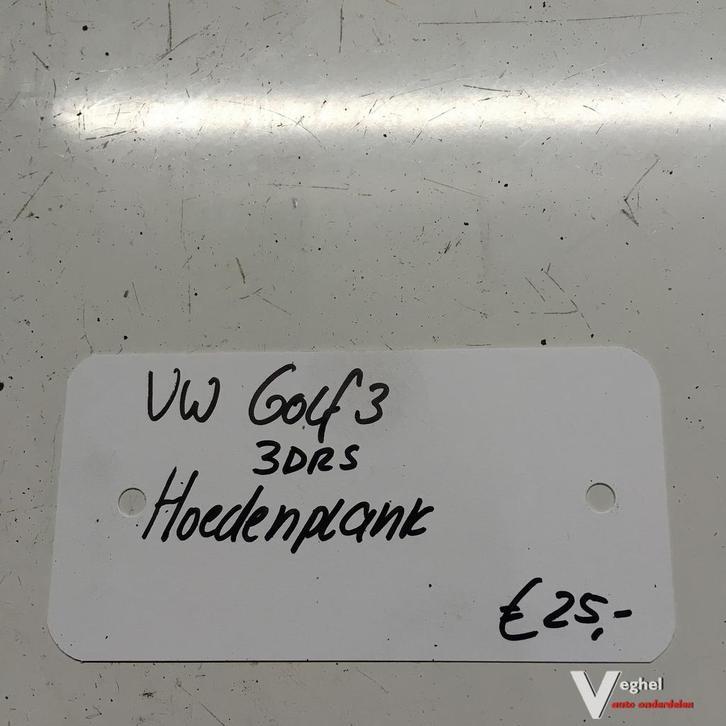 VW Golf 3
3DRS
Hoedenplank
€ 25,-
Veghel
auto onderdelen